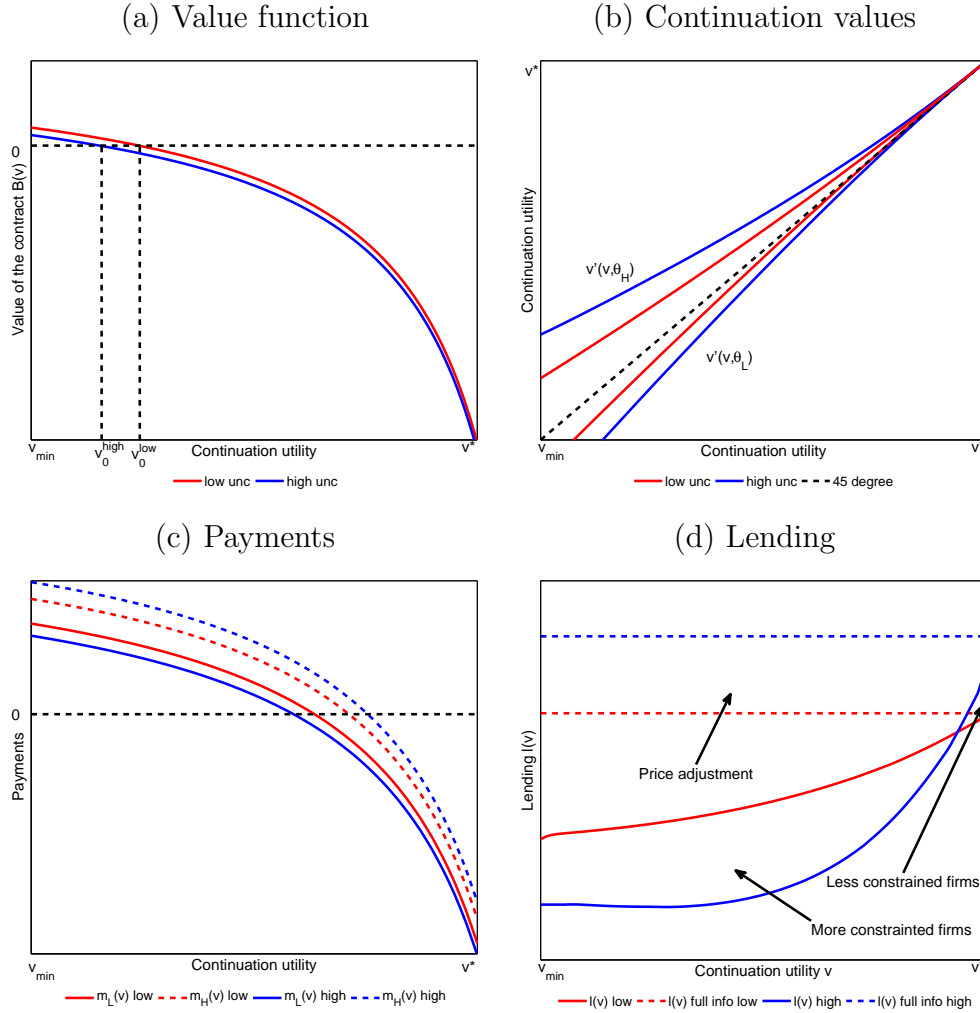 (a) Value function
0
Value of the contract B(v)
v_min
v_0^high
v_0^low
Continuation utility
v*
low unc
high unc
(b) Continuation values
v*
Continuation utility
v'(v,θ_H)
v'(v,θ_L)
v_min
Continuation utility
v
low unc
high unc
45 degree
(c) Payments
0
Payments
v_min
Continuation utility
v*
m_L(v) low
m_H(v) low
m_L(v) high
m_H(v) high
(d) Lending
Lending l(v)
Price adjustment
Less constrained firms
More constrainted firms
v_min
Continuation utility v
v
l(v) low
l(v) full info low
l(v) high
l(v) full info high